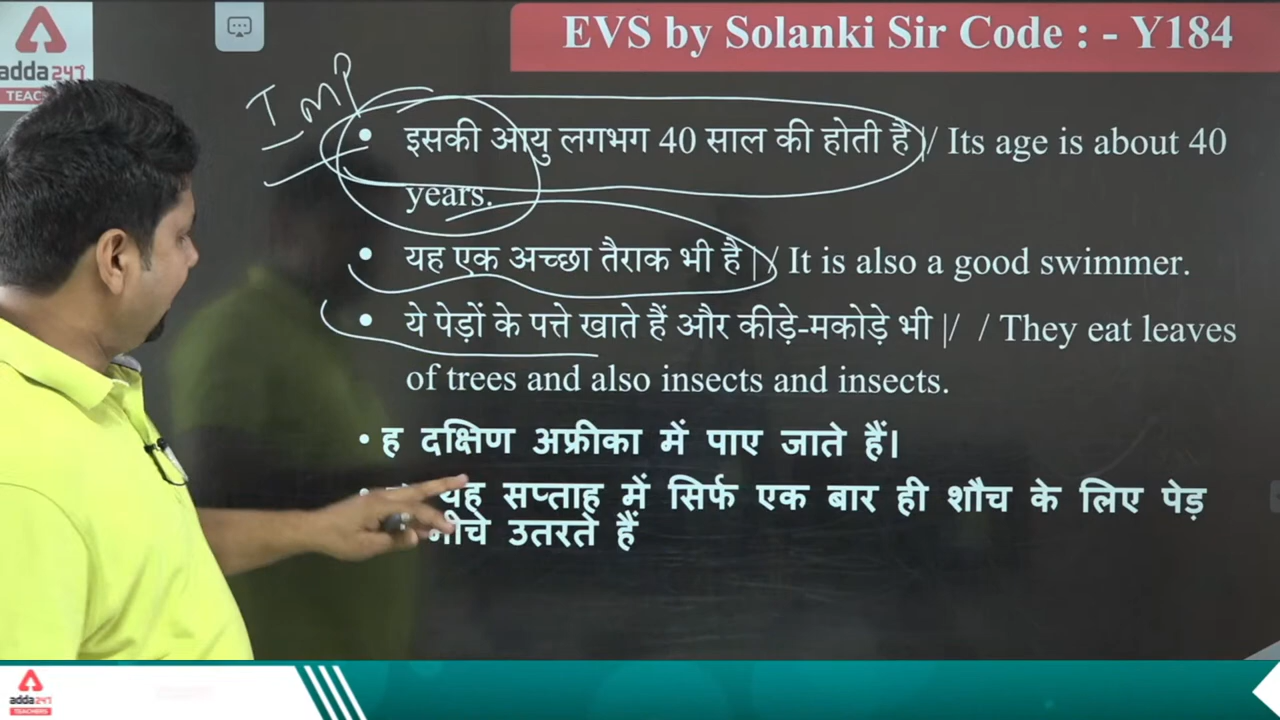 EVS by Solanki Sir Code : - Y184
adda247
TEACHERS
IMP
• इसकी आयु लगभग 40 साल की होती है |/ Its age is about 40
years.
• यह एक अच्छा तैराक भी है | / It is also a good swimmer.
• ये पेड़ों के पत्ते खाते हैं और कीड़े-मकोड़े भी |/ / They eat leaves
of trees and also insects and insects.
• ह दक्षिण अफ्रीका में पाए जाते हैं।
यह सप्ताह में सिर्फ एक बार ही शौच के लिए पेड़
नीचे उतरते हैं
adda247
TEACHERS